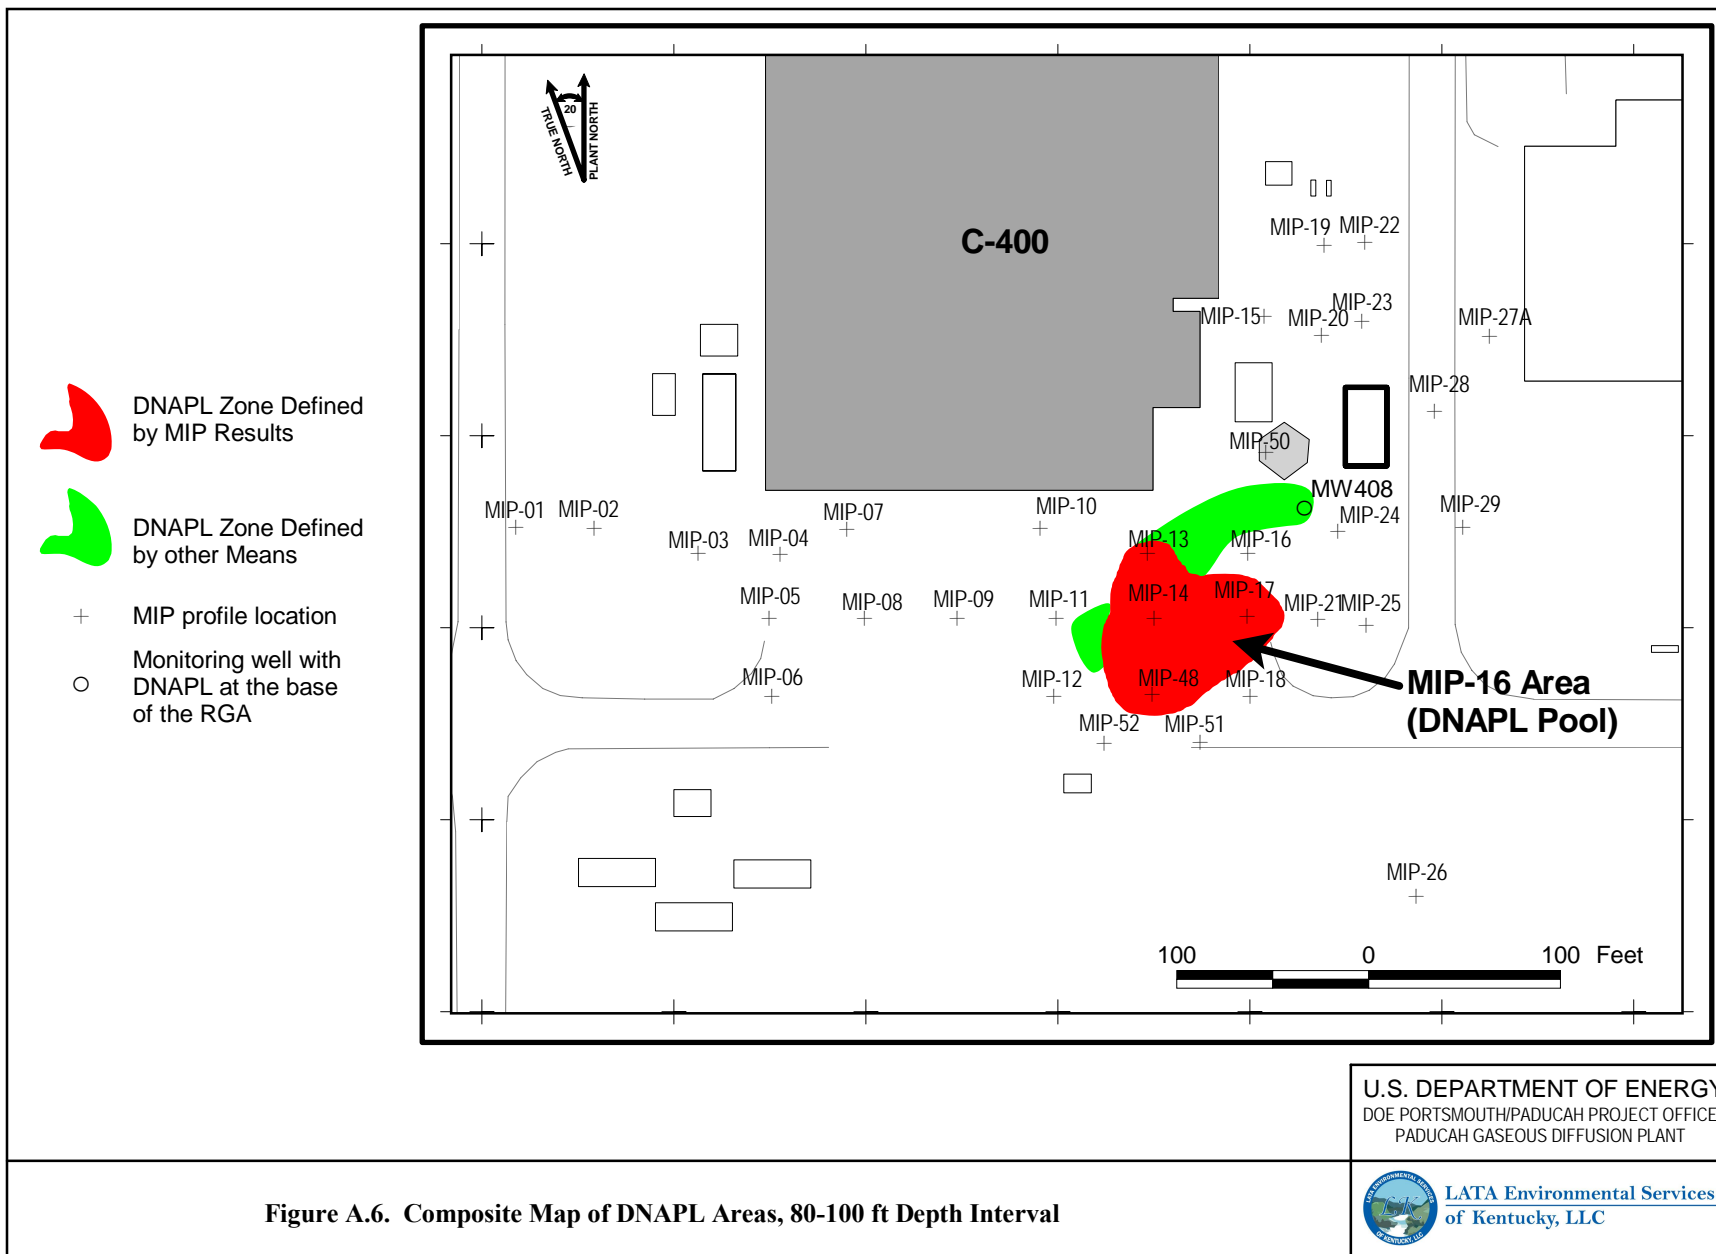 TRUE NORTH
20
PLANT NORTH
C-400
MIP-19
MIP-22
MIP-15
MIP-20
MIP-23
MIP-27A
MIP-28
MIP-50
MW408
MIP-24
MIP-29
MIP-01
MIP-02
MIP-03
MIP-04
MIP-07
MIP-10
MIP-13
MIP-16
MIP-05
MIP-08
MIP-09
MIP-11
MIP-14
MIP-17
MIP-21
MIP-25
MIP-06
MIP-12
MIP-48
MIP-18
MIP-52
MIP-51
MIP-16 Area
(DNAPL Pool)
MIP-26
100 0 100 Feet
DNAPL Zone Defined
by MIP Results
DNAPL Zone Defined
by other Means
MIP profile location
Monitoring well with
DNAPL at the base
of the RGA
U.S. DEPARTMENT OF ENERGY
DOE PORTSMOUTH/PADUCAH PROJECT OFFICE
PADUCAH GASEOUS DIFFUSION PLANT
Figure A.6. Composite Map of DNAPL Areas, 80-100 ft Depth Interval
LATA ENVIRONMENTAL SERVICES
LK
OF KENTUCKY, LLC
LATA Environmental Services
of Kentucky, LLC